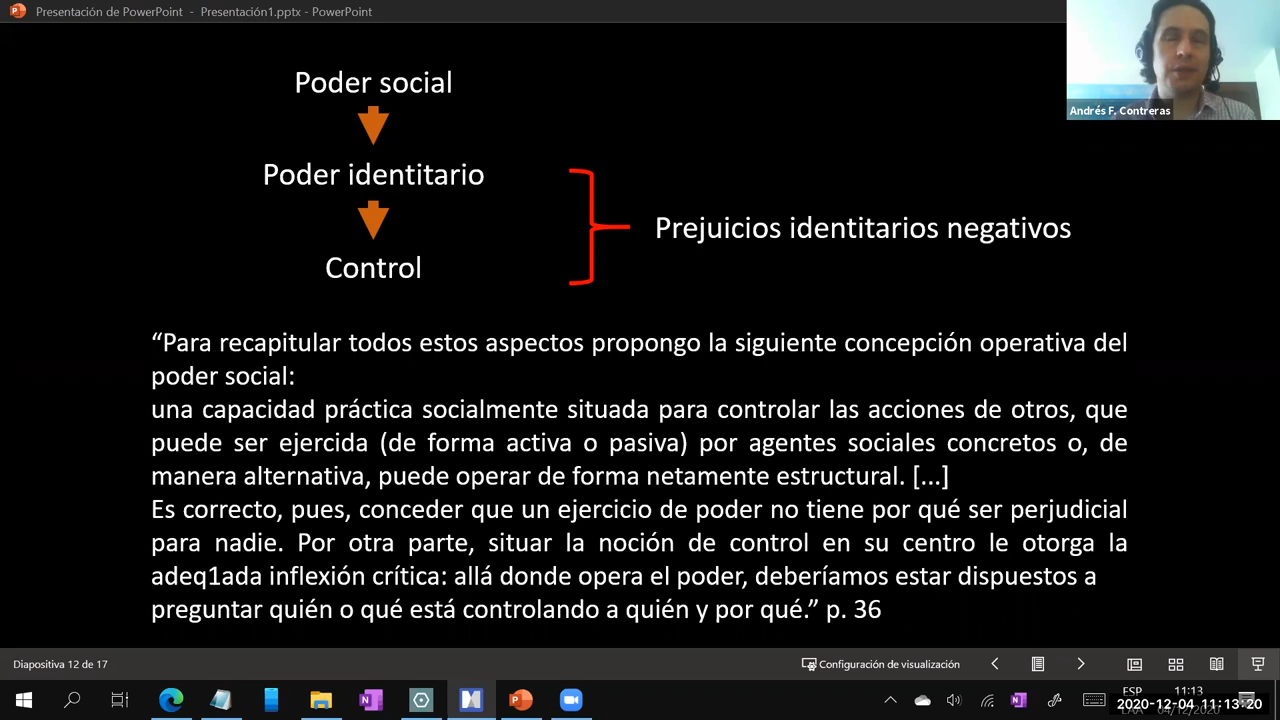 Presentación de PowerPoint - Presentación1.pptx - PowerPoint
Andrés F. Contreras
Poder social
Poder identitario
Control
Prejuicios identitarios negativos
“Para recapitular todos estos aspectos propongo la siguiente concepción operativa del
poder social:
una capacidad práctica socialmente situada para controlar las acciones de otros, que
puede ser ejercida (de forma activa o pasiva) por agentes sociales concretos o, de
manera alternativa, puede operar de forma netamente estructural. [...]
Es correcto, pues, conceder que un ejercicio de poder no tiene por qué ser perjudicial
para nadie. Por otra parte, situar la noción de control en su centro le otorga la
adeq1ada inflexión crítica: allá donde opera el poder, deberíamos estar dispuestos a
preguntar quién o qué está controlando a quién y por qué.” p. 36
Diapositiva 12 de 17
Configuración de visualización
ESP
11:13
2020-12-04 11:13:20
LAA 04/12/2020